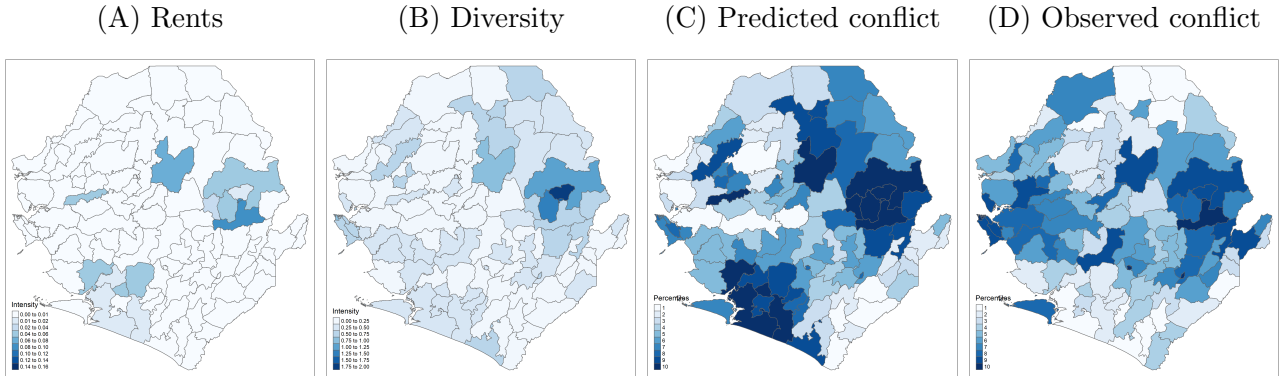 (A) Rents
(B) Diversity
(C) Predicted conflict
(D) Observed conflict
Intensity
0.00 to 0.01
0.01 to 0.02
0.02 to 0.04
0.04 to 0.06
0.06 to 0.08
0.08 to 0.10
0.10 to 0.12
0.12 to 0.14
0.14 to 0.16
Intensity
0.00 to 0.25
0.25 to 0.50
0.50 to 0.75
0.75 to 1.00
1.00 to 1.25
1.25 to 1.50
1.50 to 1.75
1.75 to 2.00
Percentiles
1
2
3
4
5
6
7
8
9
10
Percentiles
1
2
3
4
5
6
7
8
9
10